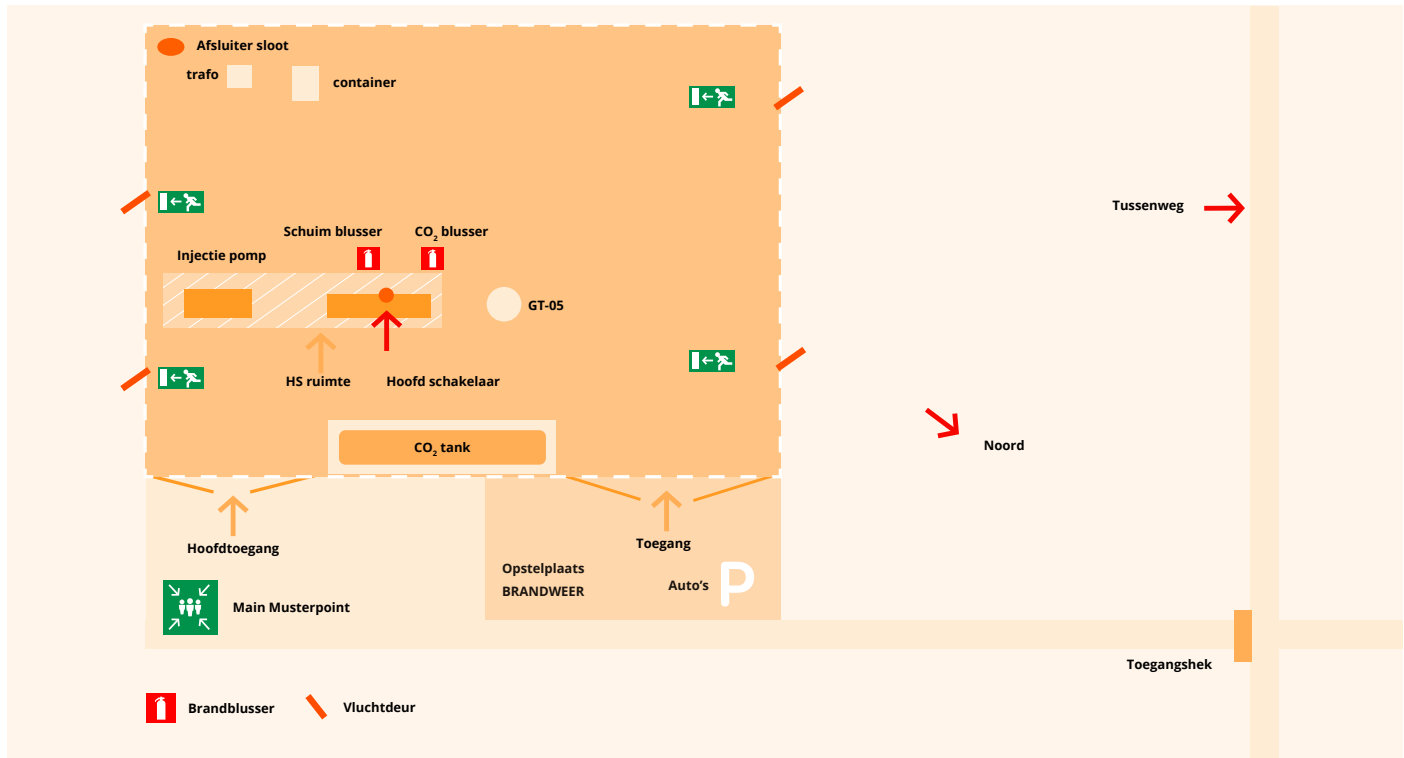 Afsluiter sloot
trafo
container
Tussenweg
Schuim blusser
CO₂ blusser
Injectie pomp
GT-05
HS ruimte
Hoofd schakelaar
Noord
CO₂ tank
Hoofdtoegang
Toegang
Opstelplaats
BRANDWEER
Auto's
P
Main Musterpoint
Toegangshek
Brandblusser
Vluchtdeur